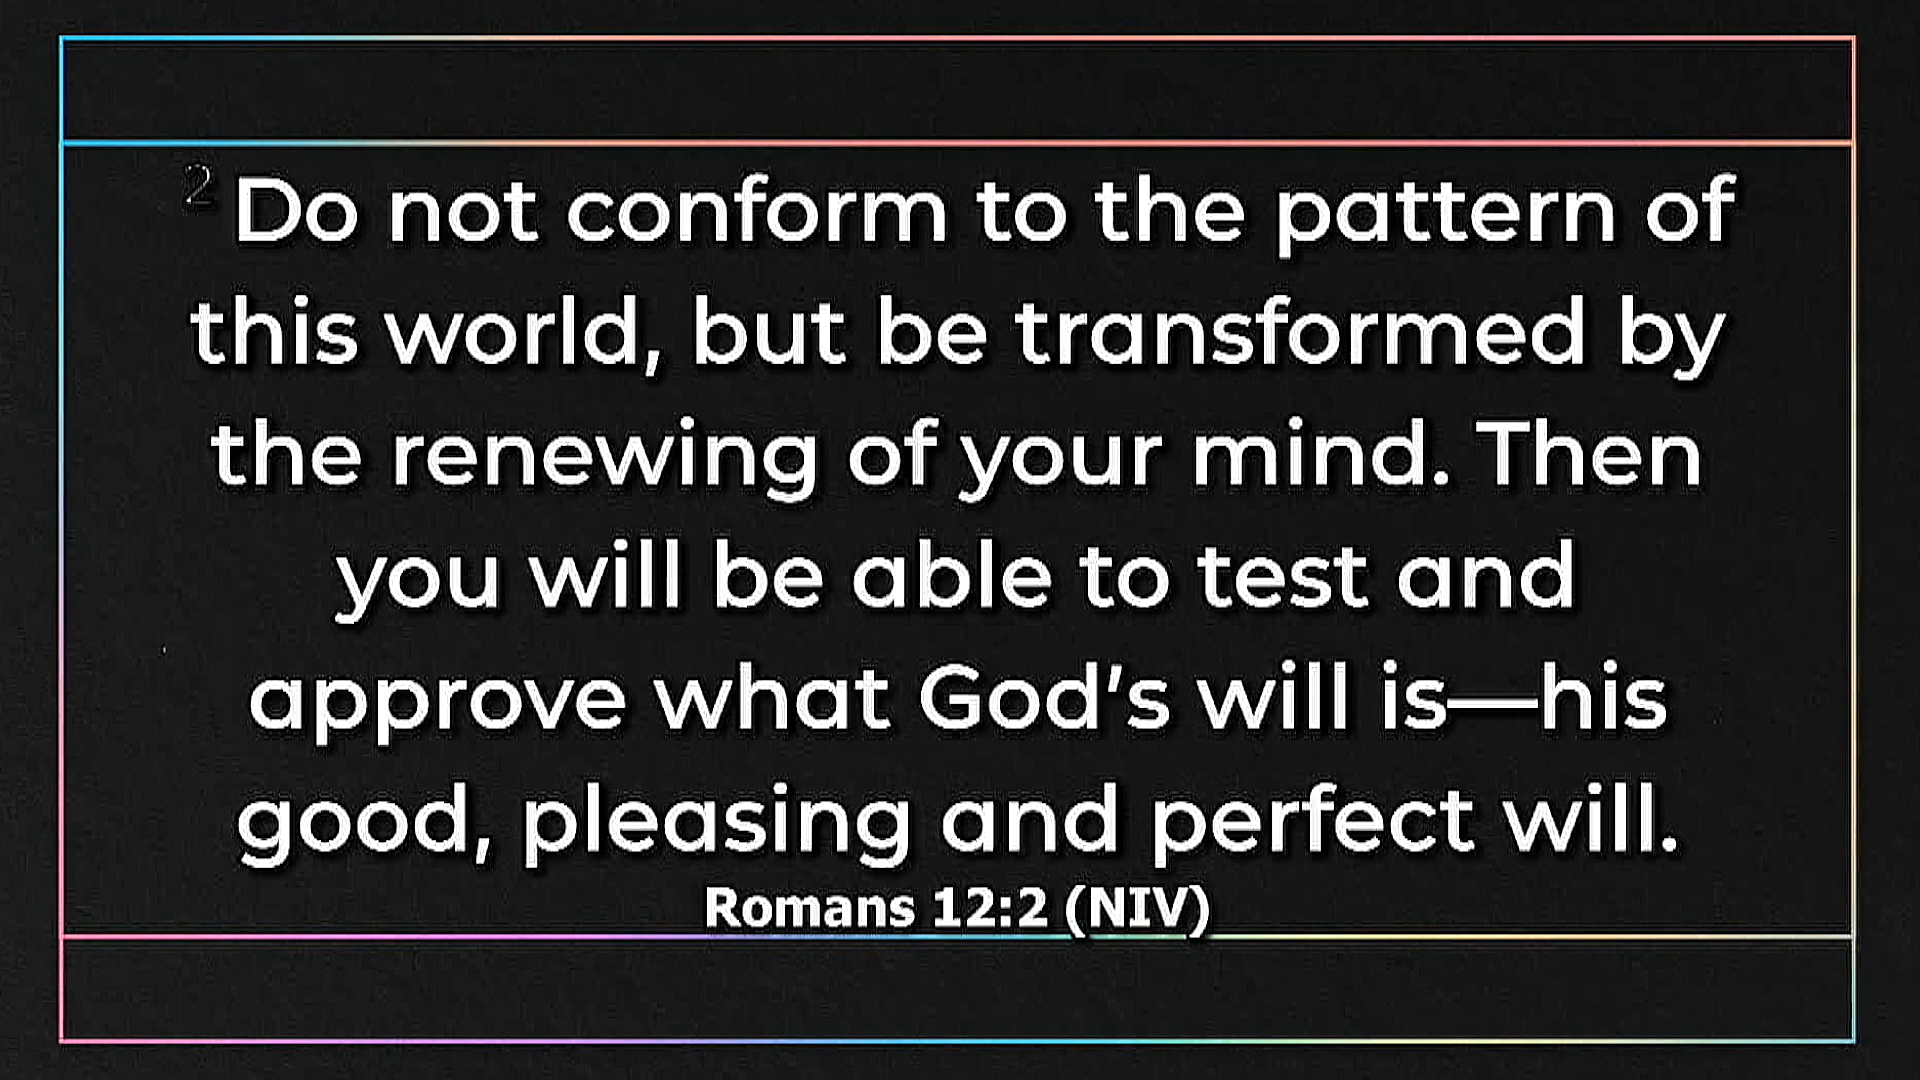 2 Do not conform to the pattern of
this world, but be transformed by
the renewing of your mind. Then
you will be able to test and
approve what God's will is—his
good, pleasing and perfect will.
Romans 12:2 (NIV)